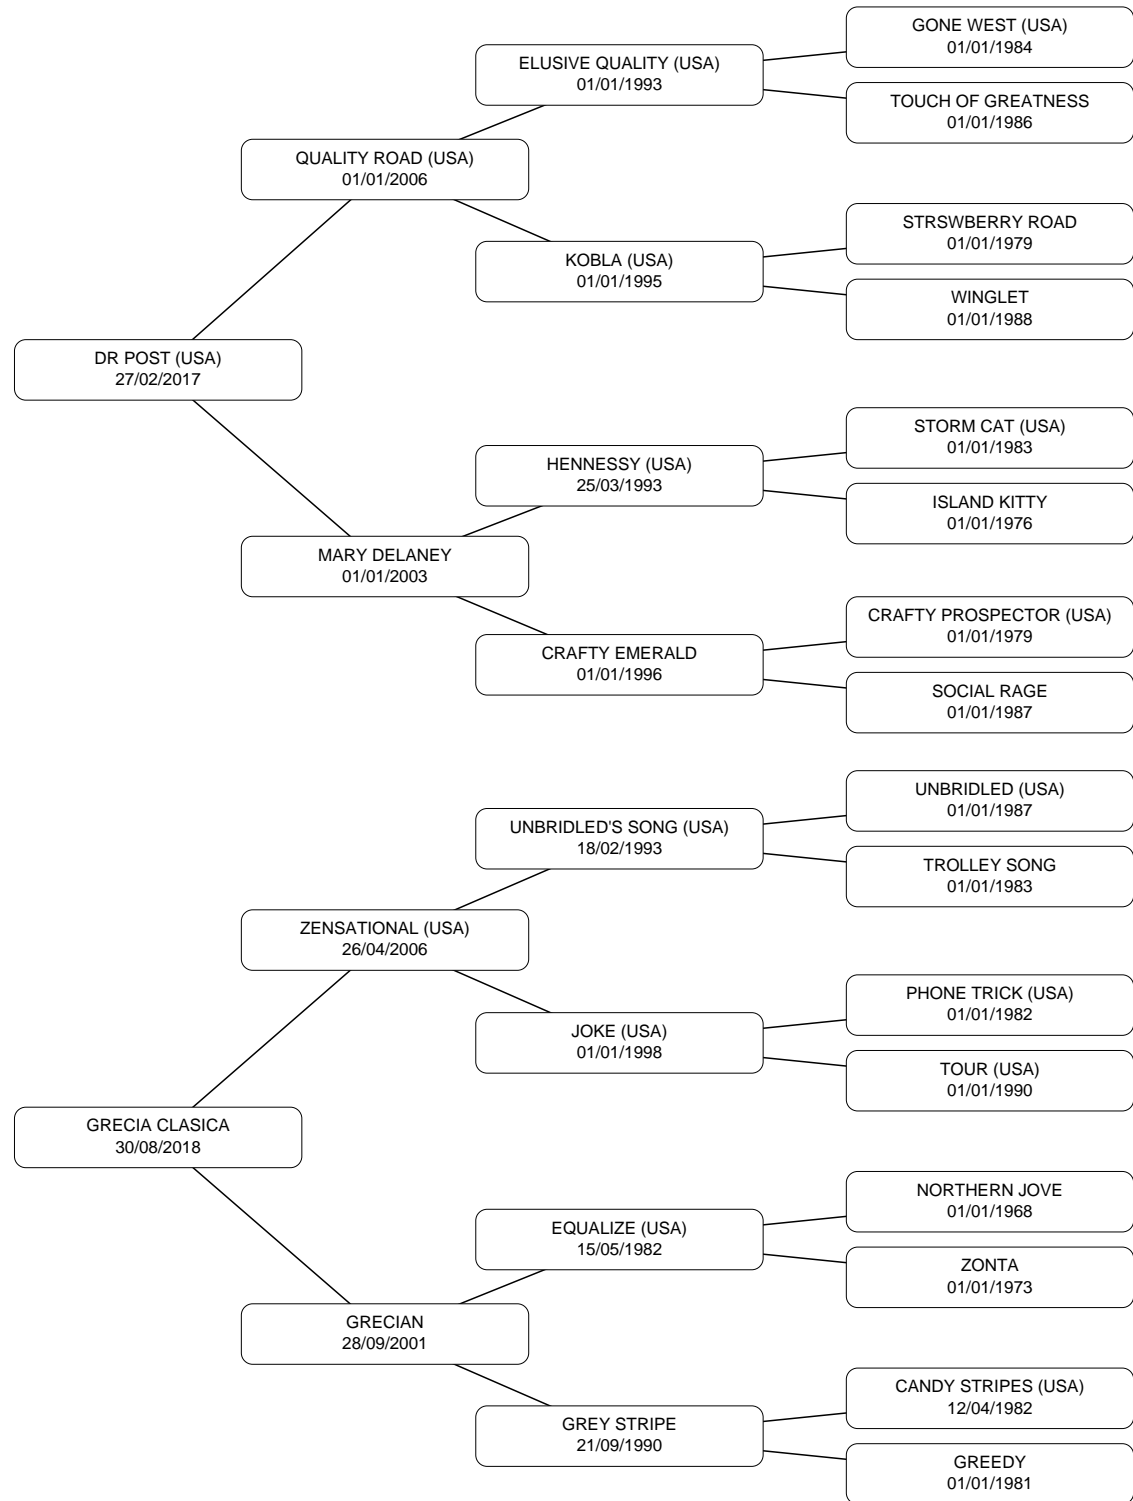 GONE WEST (USA)
01/01/1984
ELUSIVE QUALITY (USA)
01/01/1993
TOUCH OF GREATNESS
01/01/1986
QUALITY ROAD (USA)
01/01/2006
STRSWBERRY ROAD
01/01/1979
KOBLA (USA)
01/01/1995
WINGLET
01/01/1988
DR POST (USA)
27/02/2017
STORM CAT (USA)
01/01/1983
HENNESSY (USA)
25/03/1993
ISLAND KITTY
01/01/1976
MARY DELANEY
01/01/2003
CRAFTY PROSPECTOR (USA)
01/01/1979
CRAFTY EMERALD
01/01/1996
SOCIAL RAGE
01/01/1987
UNBRIDLED (USA)
01/01/1987
UNBRIDLED'S SONG (USA)
18/02/1993
TROLLEY SONG
01/01/1983
ZENSATIONAL (USA)
26/04/2006
PHONE TRICK (USA)
01/01/1982
JOKE (USA)
01/01/1998
TOUR (USA)
01/01/1990
GRECIA CLASICA
30/08/2018
NORTHERN JOVE
01/01/1968
EQUALIZE (USA)
15/05/1982
ZONTA
01/01/1973
GRECIAN
28/09/2001
CANDY STRIPES (USA)
12/04/1982
GREY STRIPE
21/09/1990
GREEDY
01/01/1981